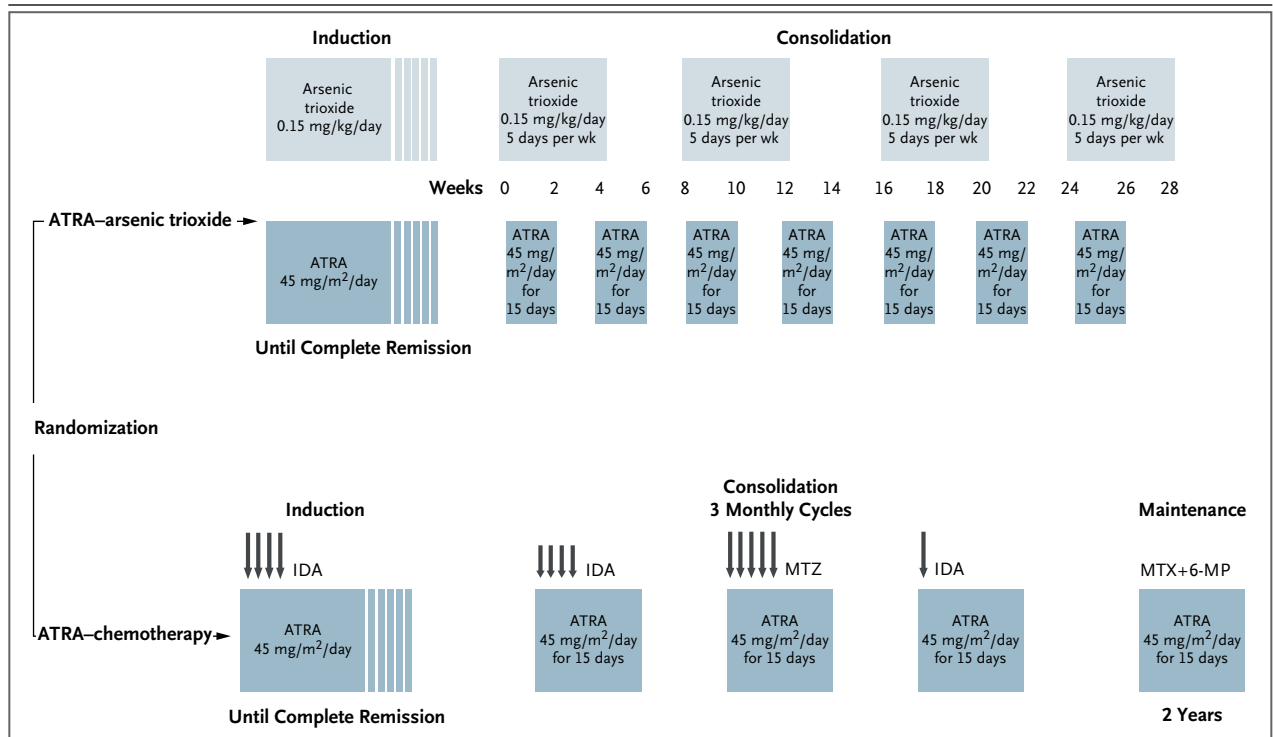 Induction
Consolidation
Arsenic
trioxide
0.15 mg/kg/day
Arsenic
trioxide
0.15 mg/kg/day
5 days per wk
Arsenic
trioxide
0.15 mg/kg/day
5 days per wk
Arsenic
trioxide
0.15 mg/kg/day
5 days per wk
Arsenic
trioxide
0.15 mg/kg/day
5 days per wk
Weeks 0 2 4 6 8 10 12 14 16 18 20 22 24 26 28
ATRA–arsenic trioxide
ATRA
45 mg/m²/day
ATRA
45 mg/
m²/day
for
15 days
ATRA
45 mg/
m²/day
for
15 days
ATRA
45 mg/
m²/day
for
15 days
ATRA
45 mg/
m²/day
for
15 days
ATRA
45 mg/
m²/day
for
15 days
ATRA
45 mg/
m²/day
for
15 days
ATRA
45 mg/
m²/day
for
15 days
Until Complete Remission
Randomization
Induction
Consolidation
3 Monthly Cycles
Maintenance
IDA
IDA
MTZ
IDA
MTX+6-MP
ATRA–chemotherapy
ATRA
45 mg/m²/day
ATRA
45 mg/m²/day
for 15 days
ATRA
45 mg/m²/day
for 15 days
ATRA
45 mg/m²/day
for 15 days
ATRA
45 mg/m²/day
for 15 days
Until Complete Remission
2 Years